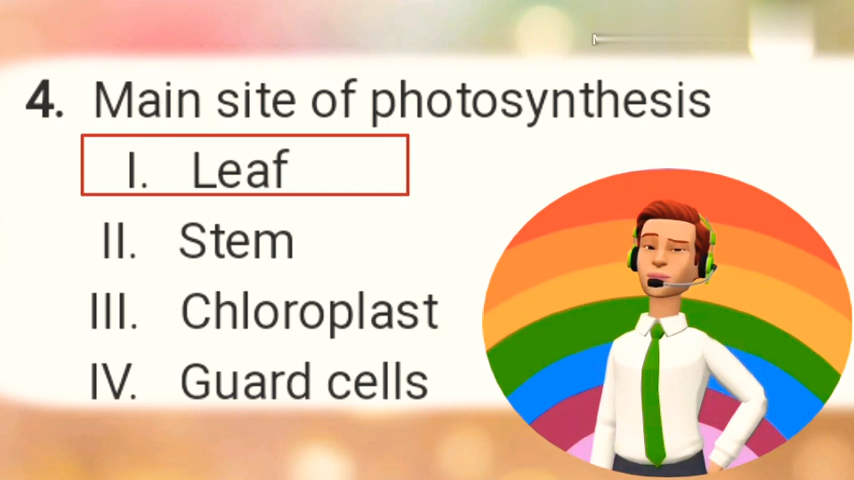 4. Main site of photosynthesis
I. Leaf
II. Stem
III. Chloroplast
IV. Guard cells